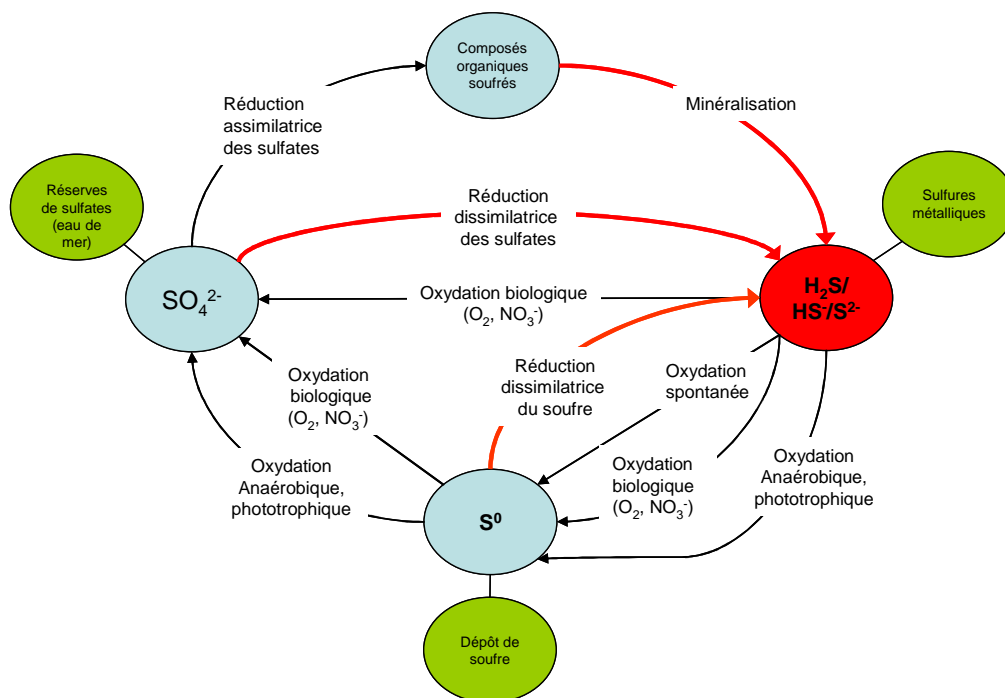 Composés
organiques
soufrés
Réduction
assimilatrice
des sulfates
Minéralisation
Réserves
de sulfates
(eau de
mer)
Réduction
dissimilatrice
des sulfates
Sulfures
métalliques
SO₄²⁻
Oxydation biologique
(O₂, NO₃⁻)
H₂S/
HS⁻/S²⁻
Oxydation
biologique
(O₂, NO₃⁻)
Réduction
dissimilatrice
du soufre
Oxydation
spontanée
Oxydation
Anaérobique,
phototrophique
S⁰
Oxydation
biologique
(O₂, NO₃⁻)
Oxydation
Anaérobique,
phototrophique
Dépôt de
soufre